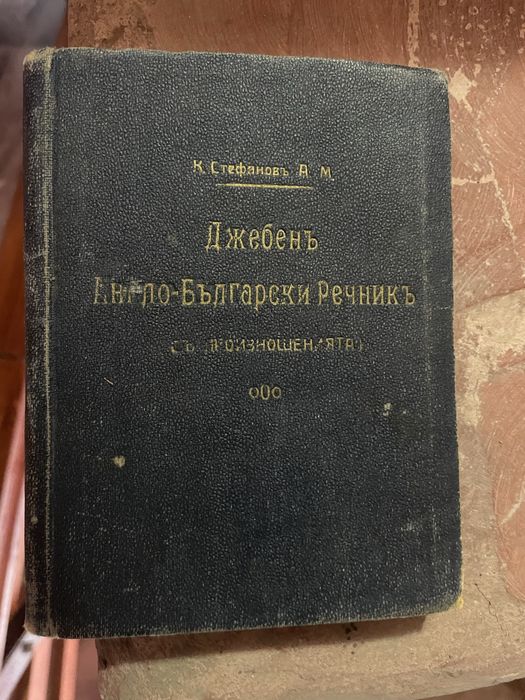 К. Стефановъ А. М.
Джебенъ
Англо-Български Речникъ
(съ произношенията)